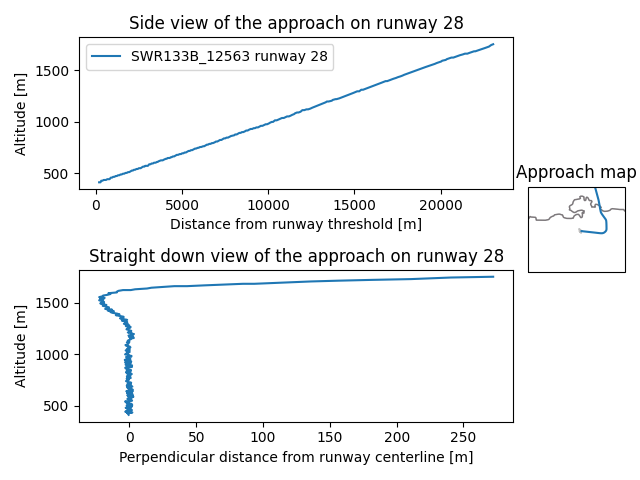 Side view of the approach on runway 28
SWR133B_12563 runway 28
Altitude [m]
1500
1000
500
0
5000
10000
15000
20000
Distance from runway threshold [m]
Approach map
Straight down view of the approach on runway 28
Altitude [m]
1500
1000
500
0
50
100
150
200
250
Perpendicular distance from runway centerline [m]